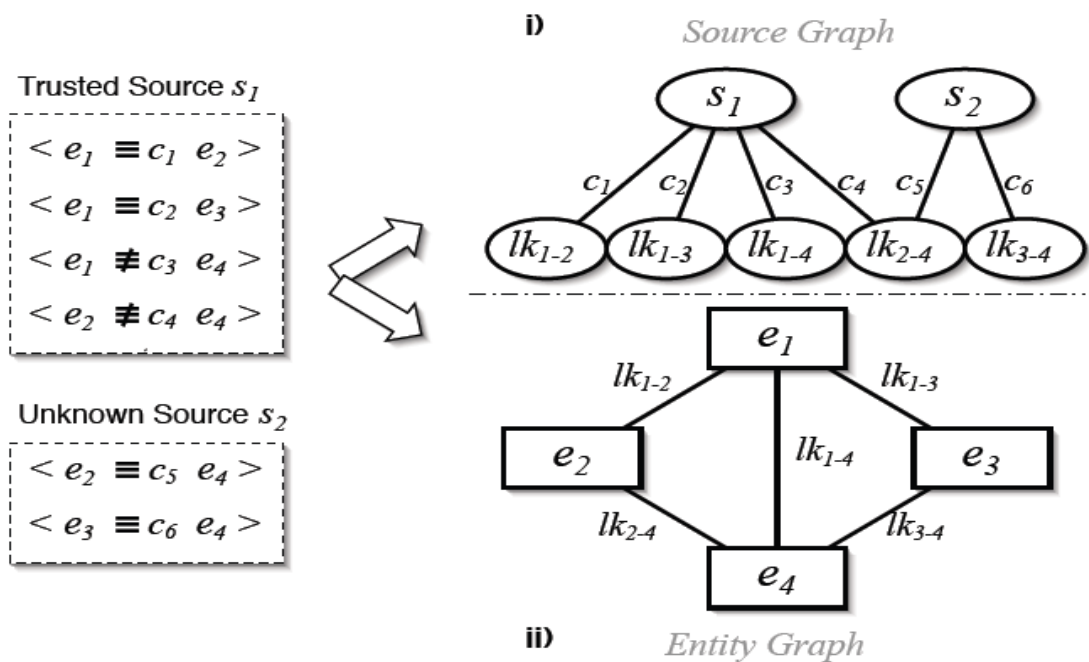 Trusted Source s1
< e1 ≡ c1 e2 >
< e1 ≡ c2 e3 >
< e1 ≢ c3 e4 >
< e2 ≢ c4 e4 >
Unknown Source s2
< e2 ≡ c5 e4 >
< e3 ≡ c6 e4 >
i) Source Graph
s1 s2
c1 c2 c3 c4 c5 c6
lk1-2 lk1-3 lk1-4 lk2-4 lk3-4
e1
lk1-2 lk1-3
e2 lk1-4 e3
lk2-4 lk3-4
e4
ii) Entity Graph